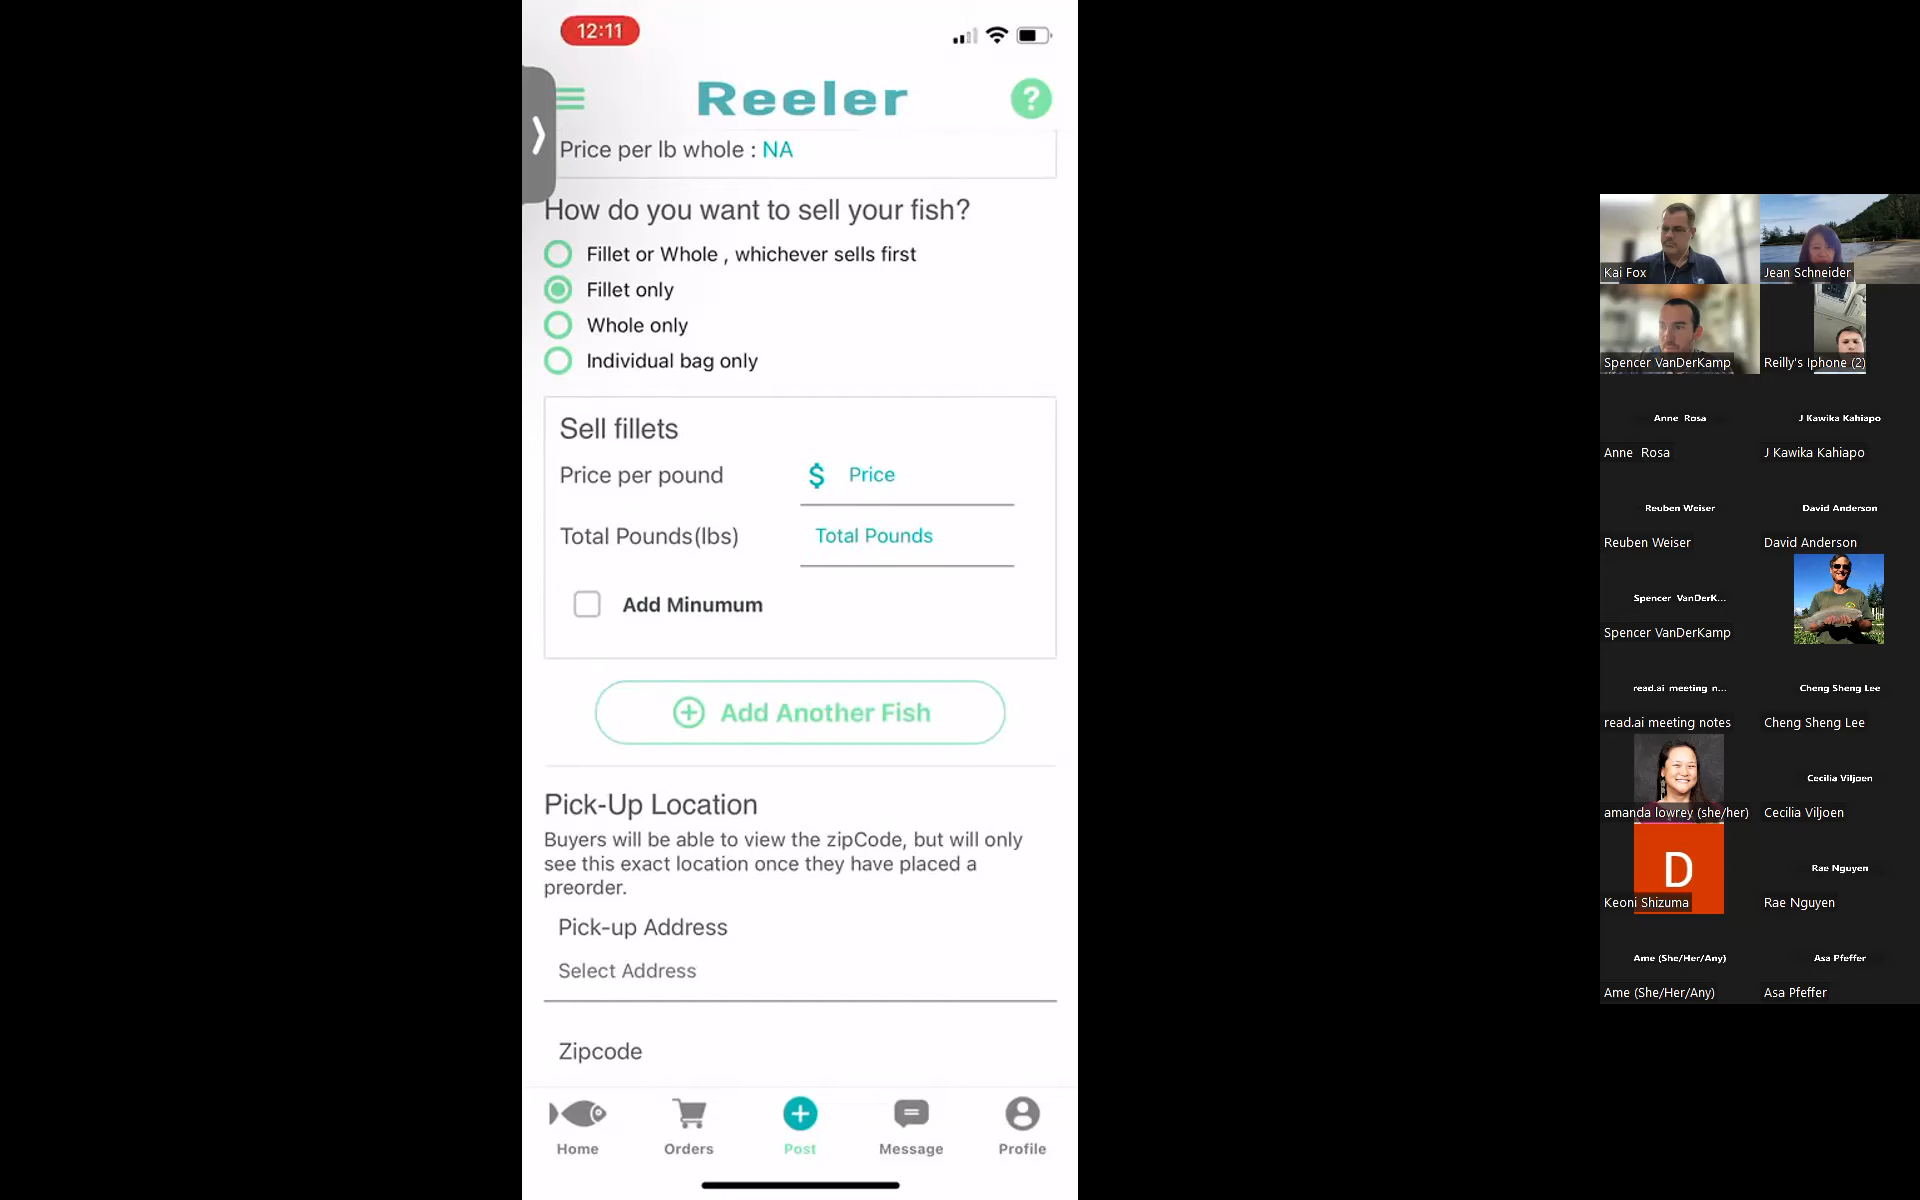 12:11
Reeler
?
Price per lb whole : NA
How do you want to sell your fish?
Fillet or Whole , whichever sells first
Fillet only
Whole only
Individual bag only
Sell fillets
Price per pound $ Price
Total Pounds(lbs) Total Pounds
Add Minumum
Add Another Fish
Pick-Up Location
Buyers will be able to view the zipCode, but will only
see this exact location once they have placed a
preorder.
Pick-up Address
Select Address
Zipcode
Home Orders Post Message Profile
Kai Fox Jean Schneider
Spencer VanDerKamp Reilly's Iphone (2)
Anne Rosa J Kawika Kahiapo
Anne Rosa J Kawika Kahiapo
Reuben Weiser David Anderson
Reuben Weiser David Anderson
Spencer VanDerK...
Spencer VanDerKamp
read.ai meeting n... Cheng Sheng Lee
read.ai meeting notes Cheng Sheng Lee
Cecilia Viljoen
amanda lowrey (she/her) Cecilia Viljoen
D Rae Nguyen
Keoni Shizuma Rae Nguyen
Ame (She/Her/Any) Asa Pfeffer
Ame (She/Her/Any) Asa Pfeffer